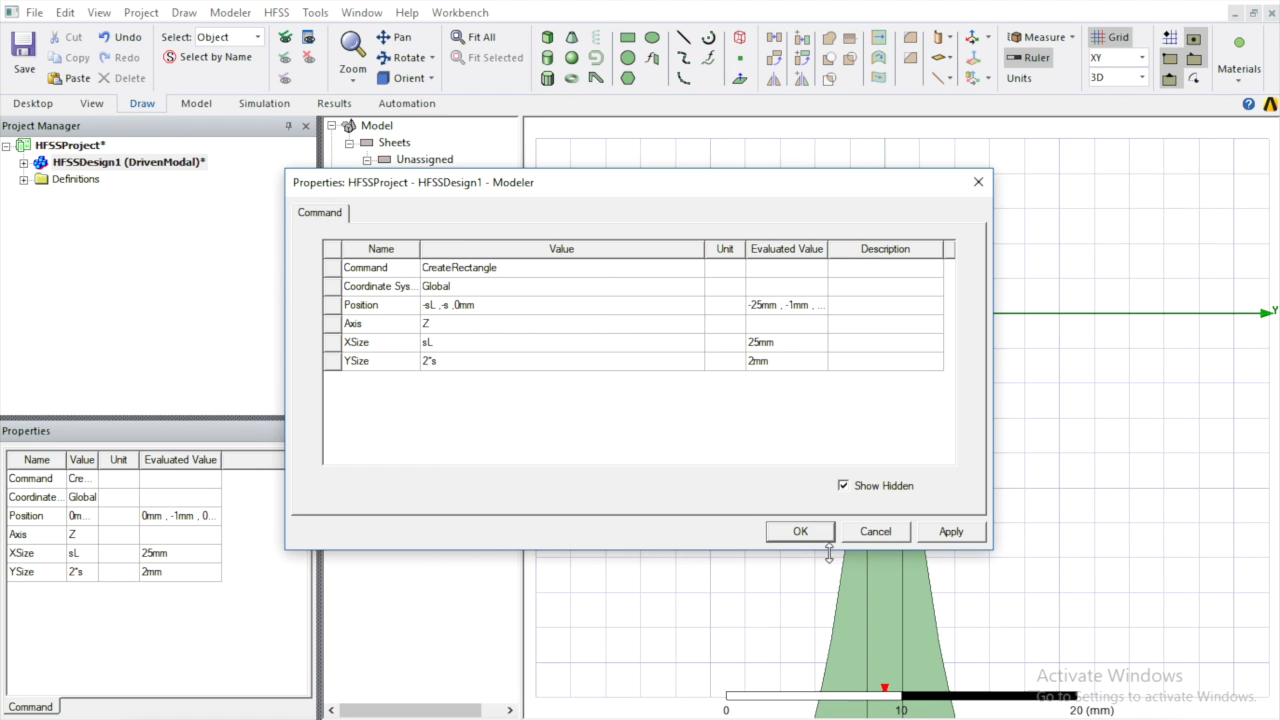 File Edit View Project Draw Modeler HFSS Tools Window Help Workbench
Save
Cut Undo
Copy Redo
Paste Delete
Select: Object
Select by Name
Zoom
Pan
Rotate
Orient
Fit All
Fit Selected
Measure
Ruler
Units
Grid
XY
3D
Materials
Desktop View Draw Model Simulation Results Automation
Project Manager
HFSSProject*
HFSSDesign1 (DrivenModal)*
Definitions
Model
Sheets
Unassigned
Properties: HFSSProject - HFSSDesign1 - Modeler
Command
Name Value Unit Evaluated Value Description
Command CreateRectangle
Coordinate Sys... Global
Position -sL ,-s ,0mm -25mm , -1mm , ...
Axis Z
XSize sL 25mm
YSize 2*s 2mm
Show Hidden
OK Cancel Apply
Y
Properties
Name Value Unit Evaluated Value
Command Cre...
Coordinate... Global
Position 0m... 0mm , -1mm , 0...
Axis Z
XSize sL 25mm
YSize 2*s 2mm
Command
Activate Windows
Go to Settings to activate Windows.
0 10 20 (mm)